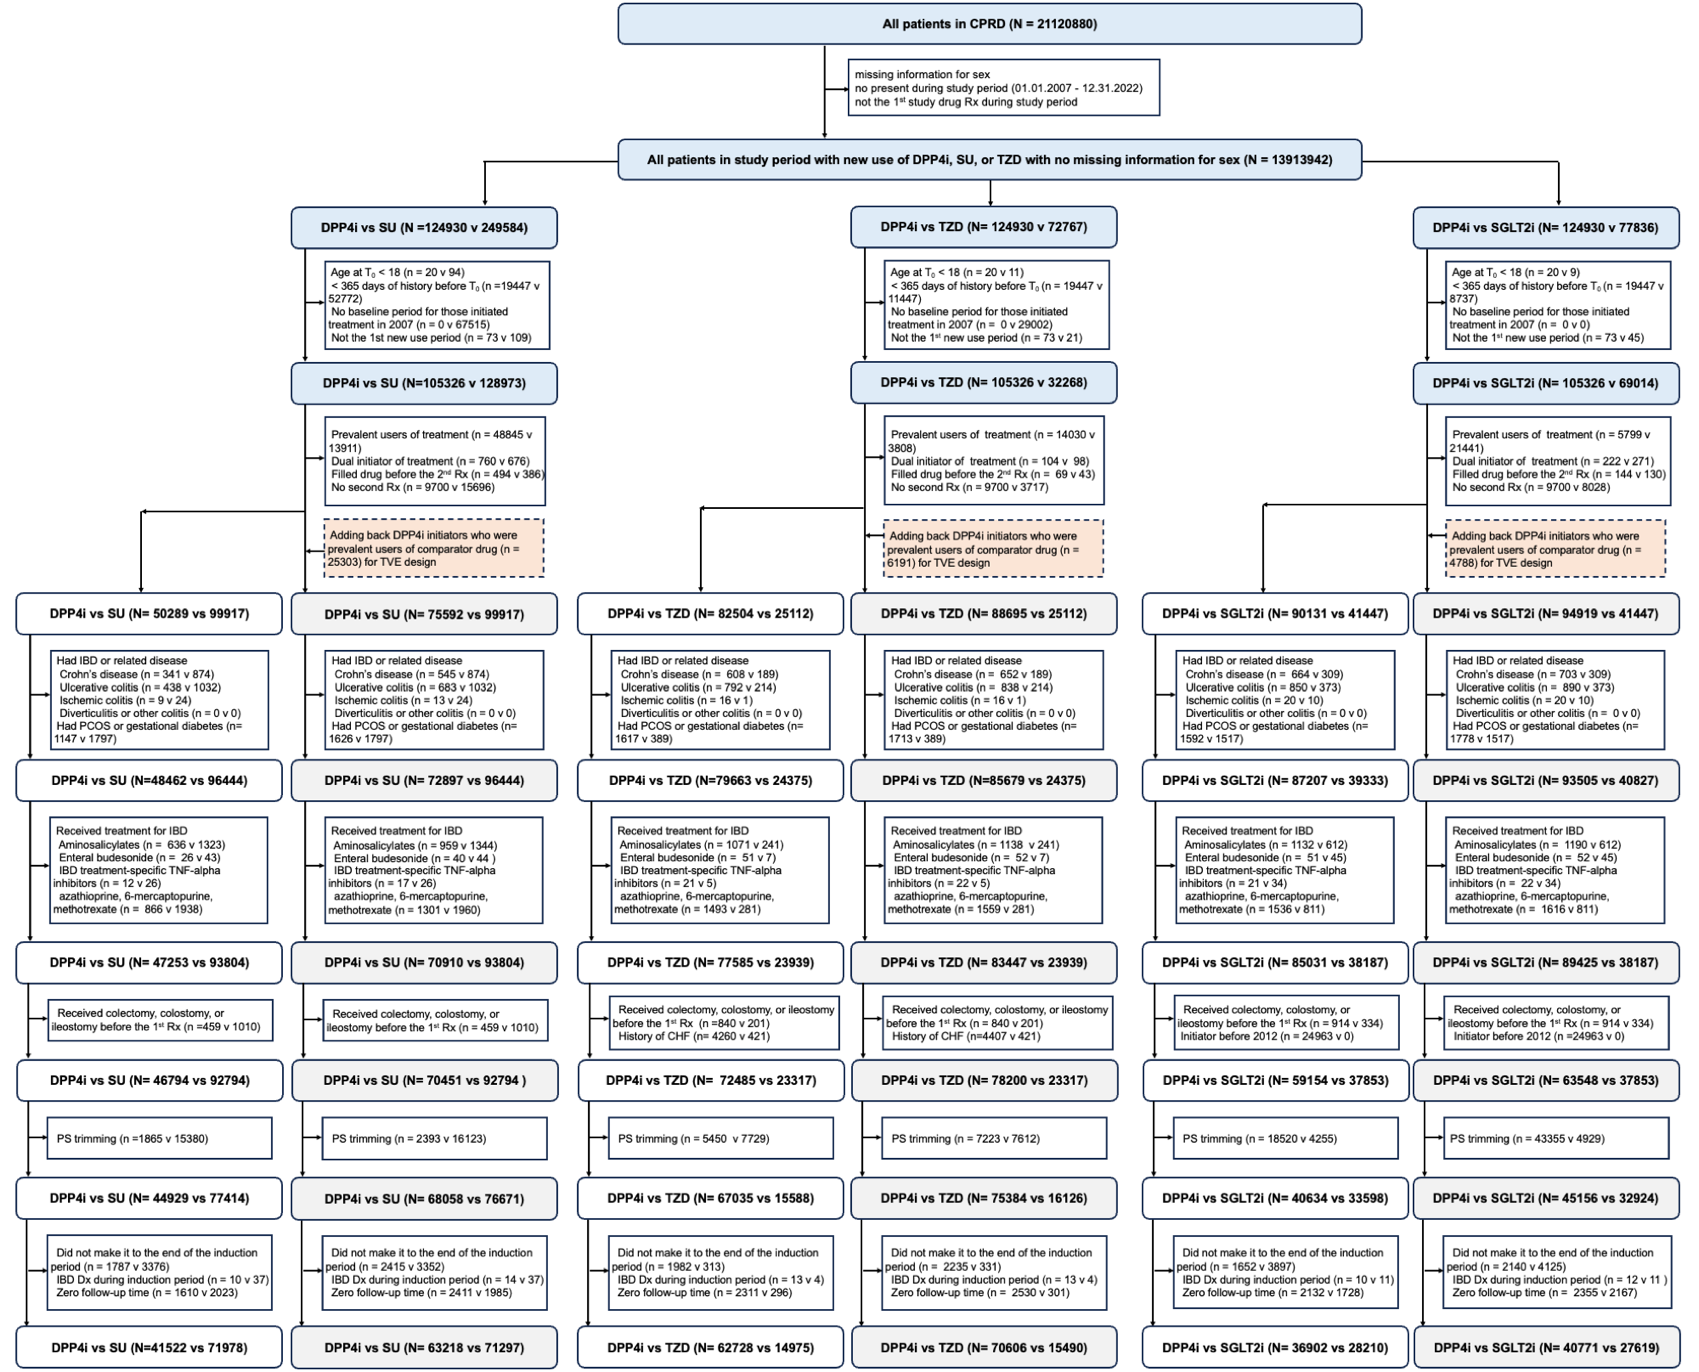 All patients in CPRD (N = 21120880)
missing information for sex
no present during study period (01.01.2007 - 12.31.2022)
not the 1st study drug Rx during study period
All patients in study period with new use of DPP4i, SU, or TZD with no missing information for sex (N = 13913942)
DPP4i vs SU (N =124930 v 249584)
DPP4i vs TZD (N= 124930 v 72767)
DPP4i vs SGLT2i (N= 124930 v 77836)
Age at T0 < 18 (n = 20 v 94)
< 365 days of history before T0 (n =19447 v
52772)
No baseline period for those initiated
treatment in 2007 (n = 0 v 67515)
Not the 1st new use period (n = 73 v 109)
Age at T0 < 18 (n = 20 v 11)
< 365 days of history before T0 (n = 19447 v
11447)
No baseline period for those initiated
treatment in 2007 (n = 0 v 29002)
Not the 1st new use period (n = 73 v 21)
Age at T0 < 18 (n = 20 v 9)
< 365 days of history before T0 (n = 19447 v
8737)
No baseline period for those initiated
treatment in 2007 (n = 0 v 0)
Not the 1st new use period (n = 73 v 45)
DPP4i vs SU (N=105326 v 128973)
DPP4i vs TZD (N= 105326 v 32268)
DPP4i vs SGLT2i (N= 105326 v 69014)
Prevalent users of treatment (n = 48845 v
13911)
Dual initiator of treatment (n = 760 v 676)
Filled drug before the 2nd Rx (n = 494 v 386)
No second Rx (n = 9700 v 15696)
Prevalent users of treatment (n = 14030 v
3808)
Dual initiator of treatment (n = 104 v 98)
Filled drug before the 2nd Rx (n = 69 v 43)
No second Rx (n = 9700 v 3717)
Prevalent users of treatment (n = 5799 v
21441)
Dual initiator of treatment (n = 222 v 271)
Filled drug before the 2nd Rx (n = 144 v 130)
No second Rx (n = 9700 v 8028)
Adding back DPP4i initiators who were
prevalent users of comparator drug (n =
25303) for TVE design
Adding back DPP4i initiators who were
prevalent users of comparator drug (n =
6191) for TVE design
Adding back DPP4i initiators who were
prevalent users of comparator drug (n =
4788) for TVE design
DPP4i vs SU (N= 50289 vs 99917)
DPP4i vs SU (N= 75592 vs 99917)
DPP4i vs TZD (N= 82504 vs 25112)
DPP4i vs TZD (N= 88695 vs 25112)
DPP4i vs SGLT2i (N= 90131 vs 41447)
DPP4i vs SGLT2i (N= 94919 vs 41447)
Had IBD or related disease
Crohn's disease (n = 341 v 874)
Ulcerative colitis (n = 438 v 1032)
Ischemic colitis (n = 9 v 24)
Diverticulitis or other colitis (n = 0 v 0)
Had PCOS or gestational diabetes (n=
1147 v 1797)
Had IBD or related disease
Crohn's disease (n = 545 v 874)
Ulcerative colitis (n = 683 v 1032)
Ischemic colitis (n = 13 v 24)
Diverticulitis or other colitis (n = 0 v 0)
Had PCOS or gestational diabetes (n=
1626 v 1797)
Had IBD or related disease
Crohn's disease (n = 608 v 189)
Ulcerative colitis (n = 792 v 214)
Ischemic colitis (n = 16 v 1)
Diverticulitis or other colitis (n = 0 v 0)
Had PCOS or gestational diabetes (n=
1617 v 389)
Had IBD or related disease
Crohn's disease (n = 652 v 189)
Ulcerative colitis (n = 838 v 214)
Ischemic colitis (n = 16 v 1)
Diverticulitis or other colitis (n = 0 v 0)
Had PCOS or gestational diabetes (n=
1713 v 389)
Had IBD or related disease
Crohn's disease (n = 664 v 309)
Ulcerative colitis (n = 850 v 373)
Ischemic colitis (n = 20 v 10)
Diverticulitis or other colitis (n = 0 v 0)
Had PCOS or gestational diabetes (n=
1592 v 1517)
Had IBD or related disease
Crohn's disease (n = 703 v 309)
Ulcerative colitis (n = 890 v 373)
Ischemic colitis (n = 20 v 10)
Diverticulitis or other colitis (n = 0 v 0)
Had PCOS or gestational diabetes (n=
1778 v 1517)
DPP4i vs SU (N=48462 vs 96444)
DPP4i vs SU (N= 72897 vs 96444)
DPP4i vs TZD (N=79663 vs 24375)
DPP4i vs TZD (N=85679 vs 24375)
DPP4i vs SGLT2i (N= 87207 vs 39333)
DPP4i vs SGLT2i (N= 93505 vs 40827)
Received treatment for IBD
Aminosalicylates (n = 636 v 1323)
Enteral budesonide (n = 26 v 43)
IBD treatment-specific TNF-alpha
inhibitors (n = 12 v 26)
azathioprine, 6-mercaptopurine,
methotrexate (n = 866 v 1938)
Received treatment for IBD
Aminosalicylates (n = 959 v 1344)
Enteral budesonide (n = 40 v 44 )
IBD treatment-specific TNF-alpha
inhibitors (n = 17 v 26)
azathioprine, 6-mercaptopurine,
methotrexate (n = 1301 v 1960)
Received treatment for IBD
Aminosalicylates (n = 1071 v 241)
Enteral budesonide (n = 51 v 7)
IBD treatment-specific TNF-alpha
inhibitors (n = 21 v 5)
azathioprine, 6-mercaptopurine,
methotrexate (n = 1493 v 281)
Received treatment for IBD
Aminosalicylates (n = 1138 v 241)
Enteral budesonide (n = 52 v 7)
IBD treatment-specific TNF-alpha
inhibitors (n = 22 v 5)
azathioprine, 6-mercaptopurine,
methotrexate (n = 1559 v 281)
Received treatment for IBD
Aminosalicylates (n = 1132 v 612)
Enteral budesonide (n = 51 v 45)
IBD treatment-specific TNF-alpha
inhibitors (n = 21 v 34)
azathioprine, 6-mercaptopurine,
methotrexate (n = 1536 v 811)
Received treatment for IBD
Aminosalicylates (n = 1190 v 612)
Enteral budesonide (n = 52 v 45)
IBD treatment-specific TNF-alpha
inhibitors (n = 22 v 34)
azathioprine, 6-mercaptopurine,
methotrexate (n = 1616 v 811)
DPP4i vs SU (N= 47253 vs 93804)
DPP4i vs SU (N= 70910 vs 93804)
DPP4i vs TZD (N= 77585 vs 23939)
DPP4i vs TZD (N= 83447 vs 23939)
DPP4i vs SGLT2i (N= 85031 vs 38187)
DPP4i vs SGLT2i (N= 89425 vs 38187)
Received colectomy, colostomy, or
ileostomy before the 1st Rx (n =459 v 1010)
Received colectomy, colostomy, or
ileostomy before the 1st Rx (n = 459 v 1010)
Received colectomy, colostomy, or ileostomy
before the 1st Rx (n =840 v 201)
History of CHF (n= 4260 v 421)
Received colectomy, colostomy, or ileostomy
before the 1st Rx (n = 840 v 201)
History of CHF (n=4407 v 421)
Received colectomy, colostomy, or
ileostomy before the 1st Rx (n = 914 v 334)
Initiator before 2012 (n = 24963 v 0)
Received colectomy, colostomy, or
ileostomy before the 1st Rx (n = 914 v 334)
Initiator before 2012 (n =24963 v 0)
DPP4i vs SU (N= 46794 vs 92794)
DPP4i vs SU (N= 70451 vs 92794 )
DPP4i vs TZD (N= 72485 vs 23317)
DPP4i vs TZD (N= 78200 vs 23317)
DPP4i vs SGLT2i (N= 59154 vs 37853)
DPP4i vs SGLT2i (N= 63548 vs 37853)
PS trimming (n =1865 v 15380)
PS trimming (n = 2393 v 16123)
PS trimming (n = 5450 v 7729)
PS trimming (n = 7223 v 7612)
PS trimming (n = 18520 v 4255)
PS trimming (n = 43355 v 4929)
DPP4i vs SU (N= 44929 vs 77414)
DPP4i vs SU (N= 68058 vs 76671)
DPP4i vs TZD (N= 67035 vs 15588)
DPP4i vs TZD (N= 75384 vs 16126)
DPP4i vs SGLT2i (N= 40634 vs 33598)
DPP4i vs SGLT2i (N= 45156 vs 32924)
Did not make it to the end of the induction
period (n = 1787 v 3376)
IBD Dx during induction period (n = 10 v 37)
Zero follow-up time (n = 1610 v 2023)
Did not make it to the end of the induction
period (n = 2415 v 3352)
IBD Dx during induction period (n = 14 v 37)
Zero follow-up time (n = 2411 v 1985)
Did not make it to the end of the induction
period (n = 1982 v 313)
IBD Dx during induction period (n = 13 v 4)
Zero follow-up time (n = 2311 v 296)
Did not make it to the end of the induction
period (n = 2235 v 331)
IBD Dx during induction period (n = 13 v 4)
Zero follow-up time (n = 2530 v 301)
Did not make it to the end of the induction
period (n = 1652 v 3897)
IBD Dx during induction period (n = 10 v 11)
Zero follow-up time (n = 2132 v 1728)
Did not make it to the end of the induction
period (n = 2140 v 4125)
IBD Dx during induction period (n = 12 v 11 )
Zero follow-up time (n = 2355 v 2167)
DPP4i vs SU (N=41522 vs 71978)
DPP4i vs SU (N= 63218 vs 71297)
DPP4i vs TZD (N= 62728 vs 14975)
DPP4i vs TZD (N= 70606 vs 15490)
DPP4i vs SGLT2i (N= 36902 vs 28210)
DPP4i vs SGLT2i (N= 40771 vs 27619)